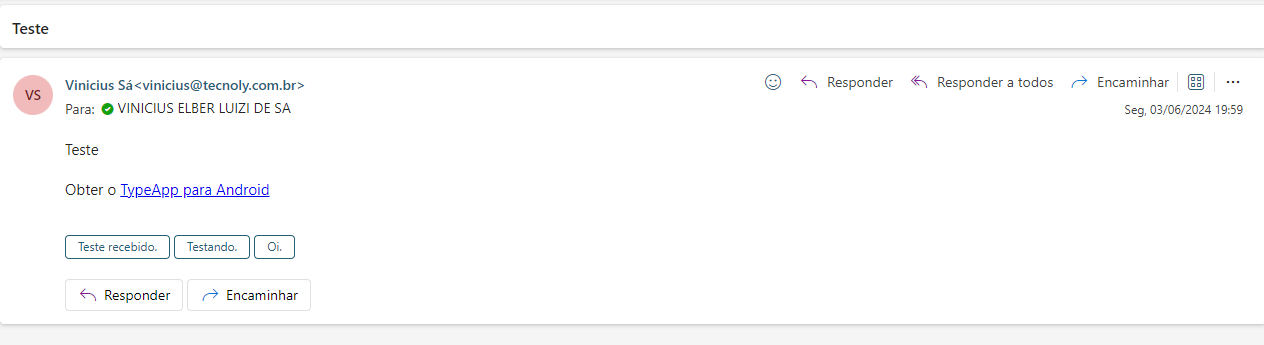 Teste
VS
Vinicius Sá<vinicius@tecnoly.com.br>
Responder
Responder a todos
Encaminhar
Para: VINICIUS ELBER LUIZI DE SA
Seg, 03/06/2024 19:59
Teste
Obter o TypeApp para Android
Teste recebido.
Testando.
Oi.
Responder
Encaminhar